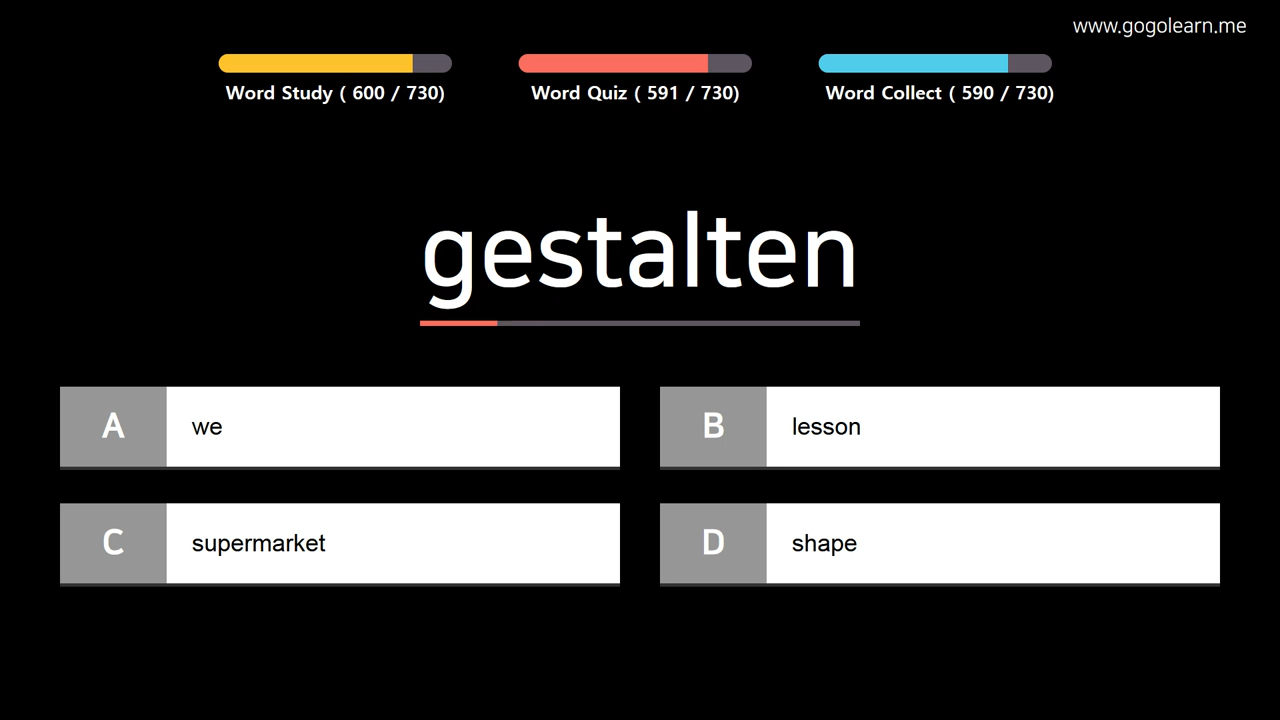 www.gogolearn.me
Word Study ( 600 / 730)
Word Quiz ( 591 / 730)
Word Collect ( 590 / 730)
gestalten
A we
B lesson
C supermarket
D shape